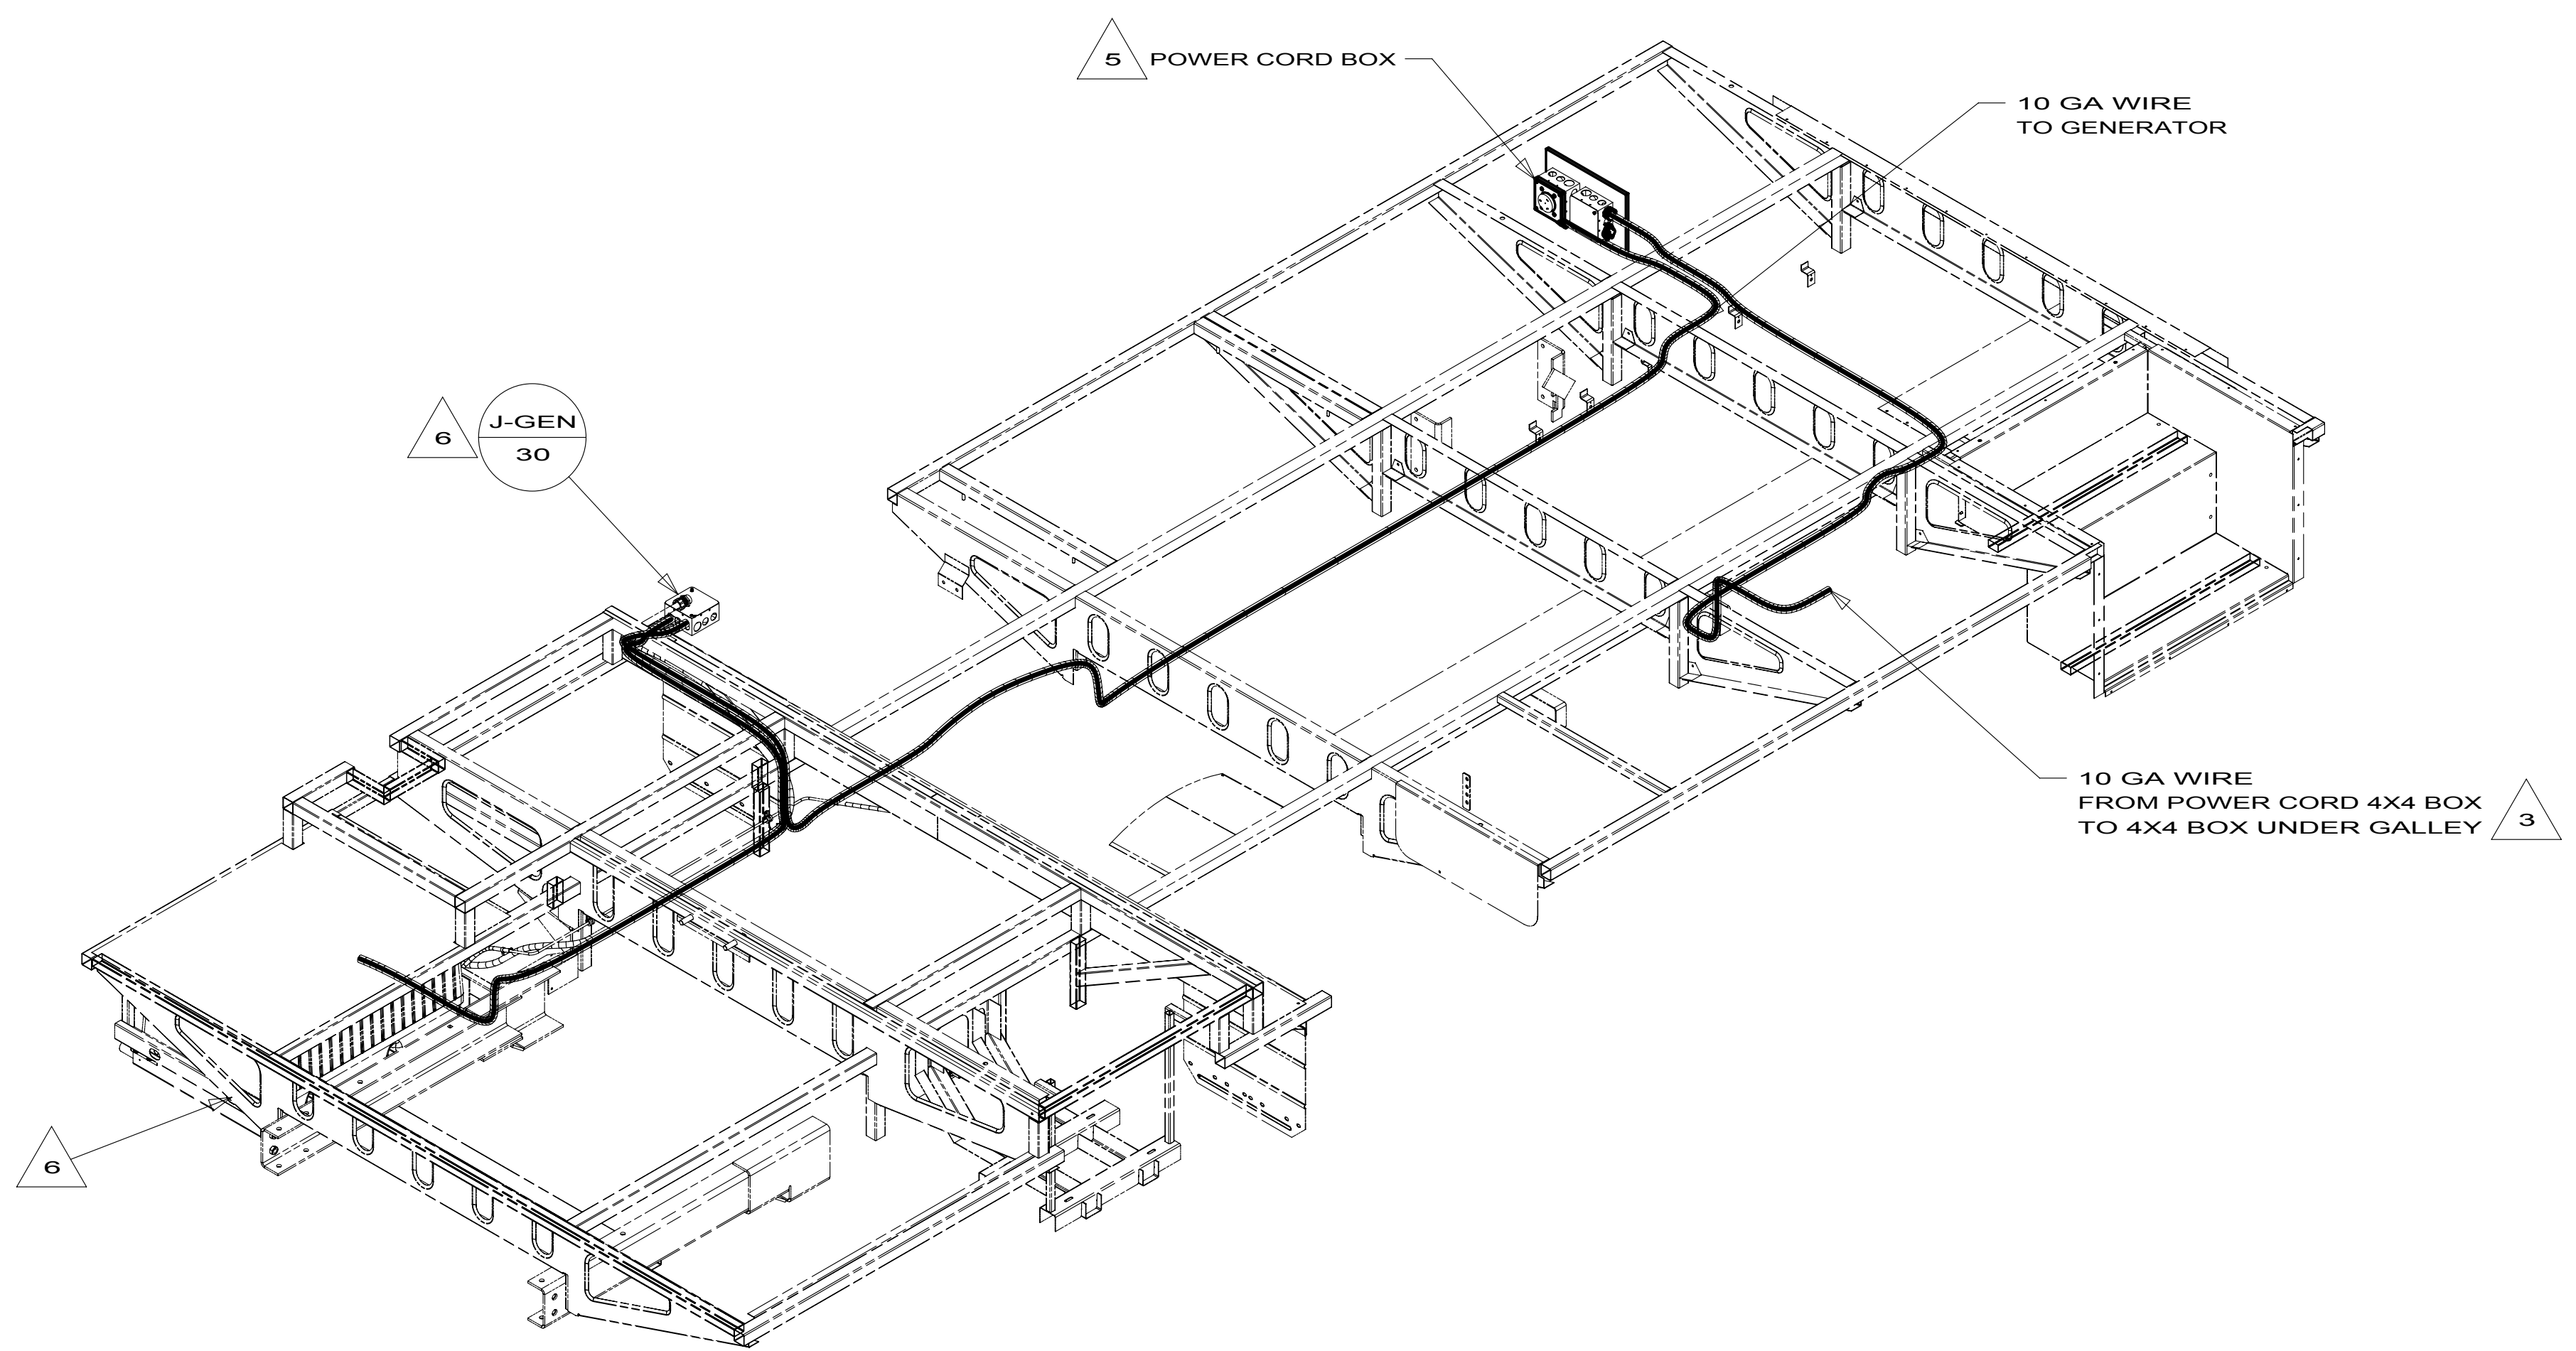 5 POWER CORD BOX
10 GA WIRE
TO GENERATOR
6
J-GEN
30
10 GA WIRE
FROM POWER CORD 4X4 BOX
TO 4X4 BOX UNDER GALLEY
3
6